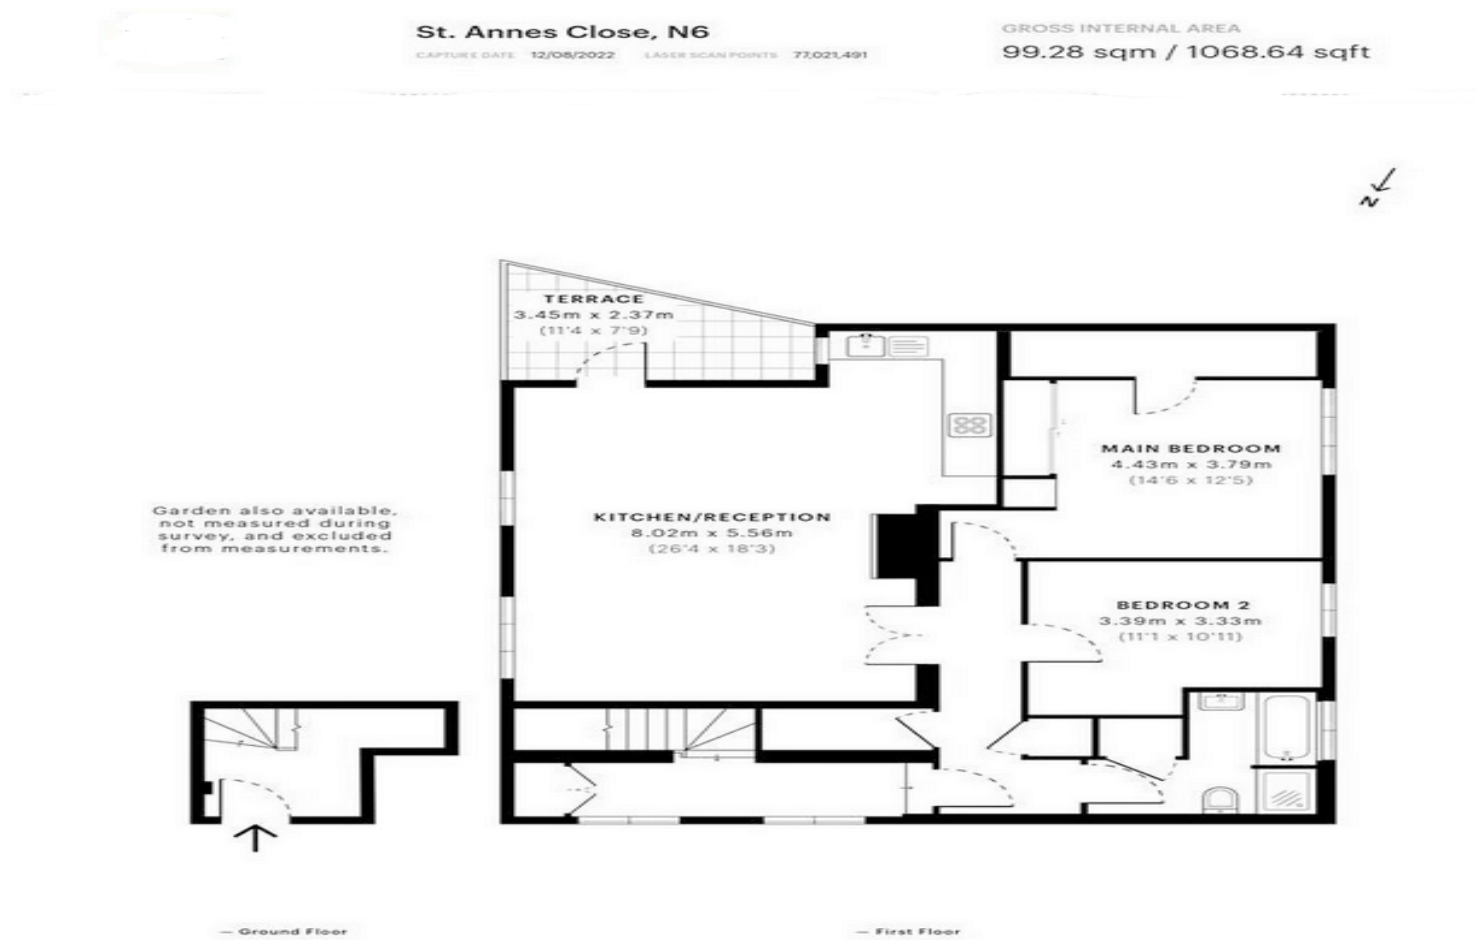 St. Annes Close, N6
CAPTURE DATE 12/08/2022 LASER SCAN POINTS 77,021,491
GROSS INTERNAL AREA
99.28 sqm / 1068.64 sqft
N
TERRACE
3.45m x 2.37m
(11'4 x 7'9)
MAIN BEDROOM
4.43m x 3.79m
(14'6 x 12'5)
Garden also available,
not measured during
survey, and excluded
from measurements.
KITCHEN/RECEPTION
8.02m x 5.56m
(26'4 x 18'3)
BEDROOM 2
3.39m x 3.33m
(11'1 x 10'11)
— Ground Floor
— First Floor